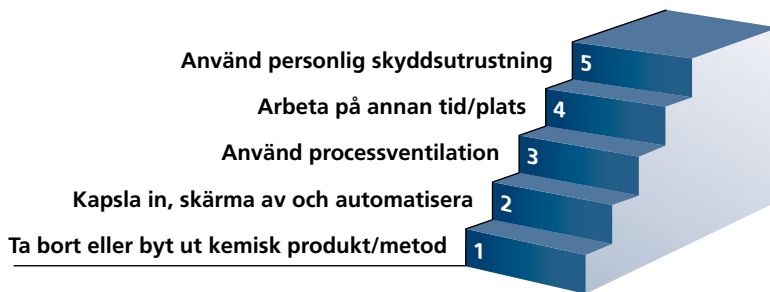 Använd personlig skyddsutrustning 5
Arbeta på annan tid/plats 4
Använd processventilation 3
Kapsla in, skärma av och automatisera 2
Ta bort eller byt ut kemisk produkt/metod 1